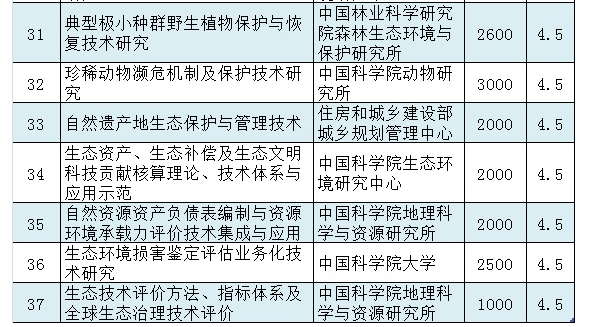 31 典型极小种群野生植物保护与恢复技术研究 中国林业科学研究院森林生态环境与保护研究所 2600 4.5
32 珍稀动物濒危机制及保护技术研究 中国科学院动物研究所 3000 4.5
33 自然遗产地生态保护与管理技术 住房和城乡建设部城乡规划管理中心 2000 4.5
34 生态资产、生态补偿及生态文明科技贡献核算理论、技术体系与应用示范 中国科学院生态环境研究中心 2000 4.5
35 自然资源资产负债表编制与资源环境承载力评价技术集成与应用 中国科学院地理科学与资源研究所 2000 4.5
36 生态环境损害鉴定评估业务化技术研究 中国科学院大学 2500 4.5
37 生态技术评价方法、指标体系及全球生态治理技术评价 中国科学院地理科学与资源研究所 1000 4.5